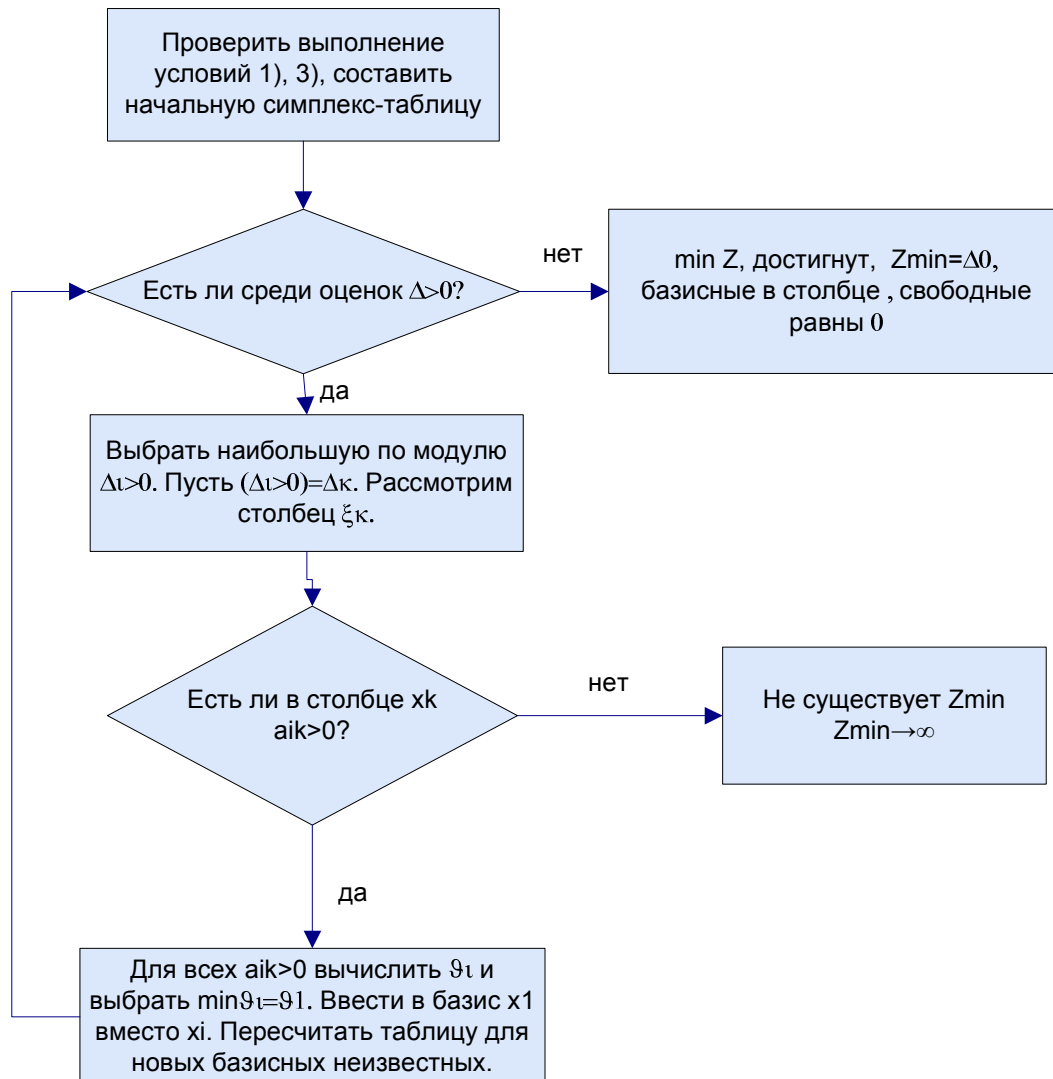 Проверить выполнение
условий 1), 3), составить
начальную симплекс-таблицу
Есть ли среди оценок Δ>0?
нет
min Z, достигнут, Zmin=Δ0,
базисные в столбце , свободные
равны 0
да
Выбрать наибольшую по модулю
Δι>0. Пусть (Δι>0)=Δκ. Рассмотрим
столбец ξκ.
Есть ли в столбце xk
aik>0?
нет
Не существует Zmin
Zmin→∞
да
Для всех aik>0 вычислить ϑι и
выбрать minϑι=ϑ1. Ввести в базис x1
вместо xi. Пересчитать таблицу для
новых базисных неизвестных.